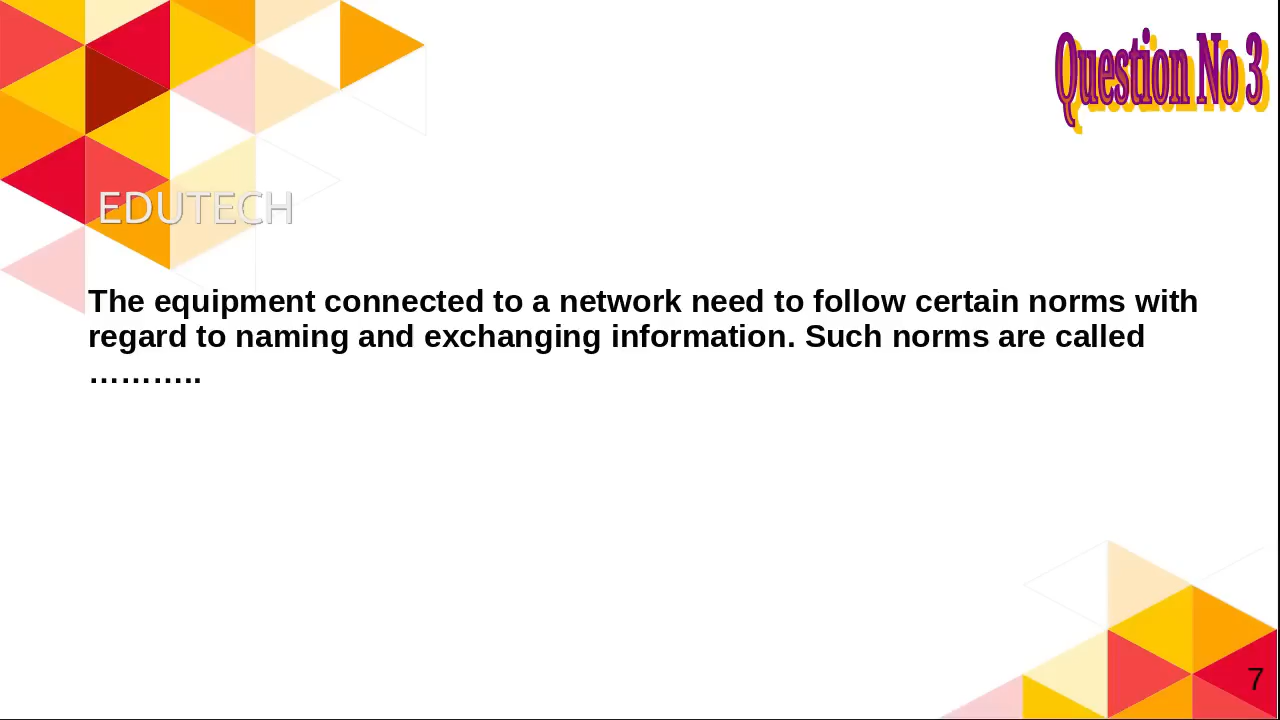 Question No 3
EDUTECH
The equipment connected to a network need to follow certain norms with
regard to naming and exchanging information. Such norms are called
………..
7